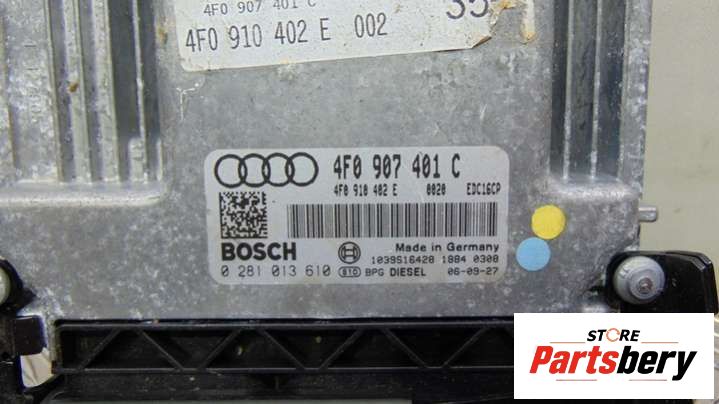 4F0 907 401 C
4F0 910 402 E 002
35
4F0 907 401 C
4F0 910 402 E 0020 EDC16CP
BOSCH
Made in Germany
1039S16428 1884 0308
0 281 013 610 BPG DIESEL 06-09-27
STORE
Partsbery